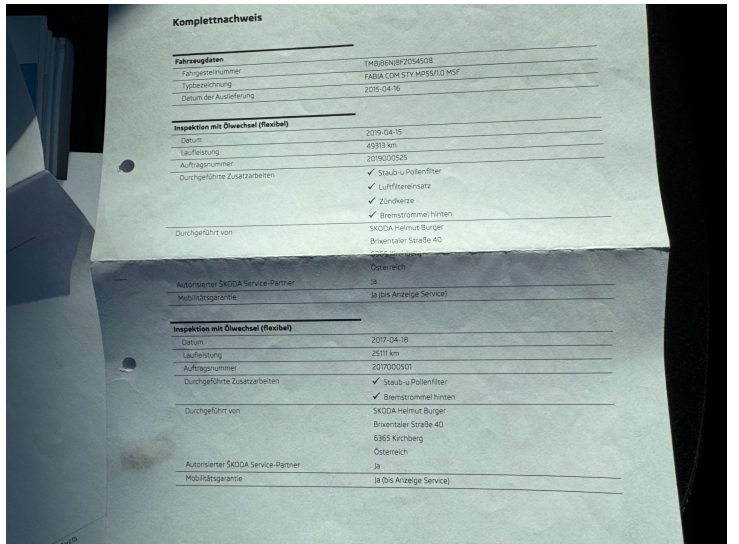 Komplettnachweis
Fahrzeugdaten
Fahrgestellnummer TMBJB6NJBFZ054508
Typbezeichnung FABIA COM STY MP55/1.0 M5F
Datum der Auslieferung 2015-04-16
Inspektion mit Ölwechsel (flexibel)
Datum 2019-04-15
Laufleistung 49313 km
Auftragsnummer 2019000525
Durchgeführte Zusatzarbeiten ✓ Staub-u.Pollenfilter
✓ Luftfiltereinsatz
✓ Zündkerze
✓ Bremstrommel hinten
Durchgeführt von SKODA Helmut Burger
Brixentaler Straße 40
6365 Kirchberg
Österreich
Autorisierter ŠKODA Service-Partner Ja
Mobilitätsgarantie Ja (bis Anzeige Service)
Inspektion mit Ölwechsel (flexibel)
Datum 2017-04-18
Laufleistung 25111 km
Auftragsnummer 2017000501
Durchgeführte Zusatzarbeiten ✓ Staub-u.Pollenfilter
✓ Bremstrommel hinten
Durchgeführt von SKODA Helmut Burger
Brixentaler Straße 40
6365 Kirchberg
Österreich
Autorisierter ŠKODA Service-Partner Ja
Mobilitätsgarantie Ja (bis Anzeige Service)